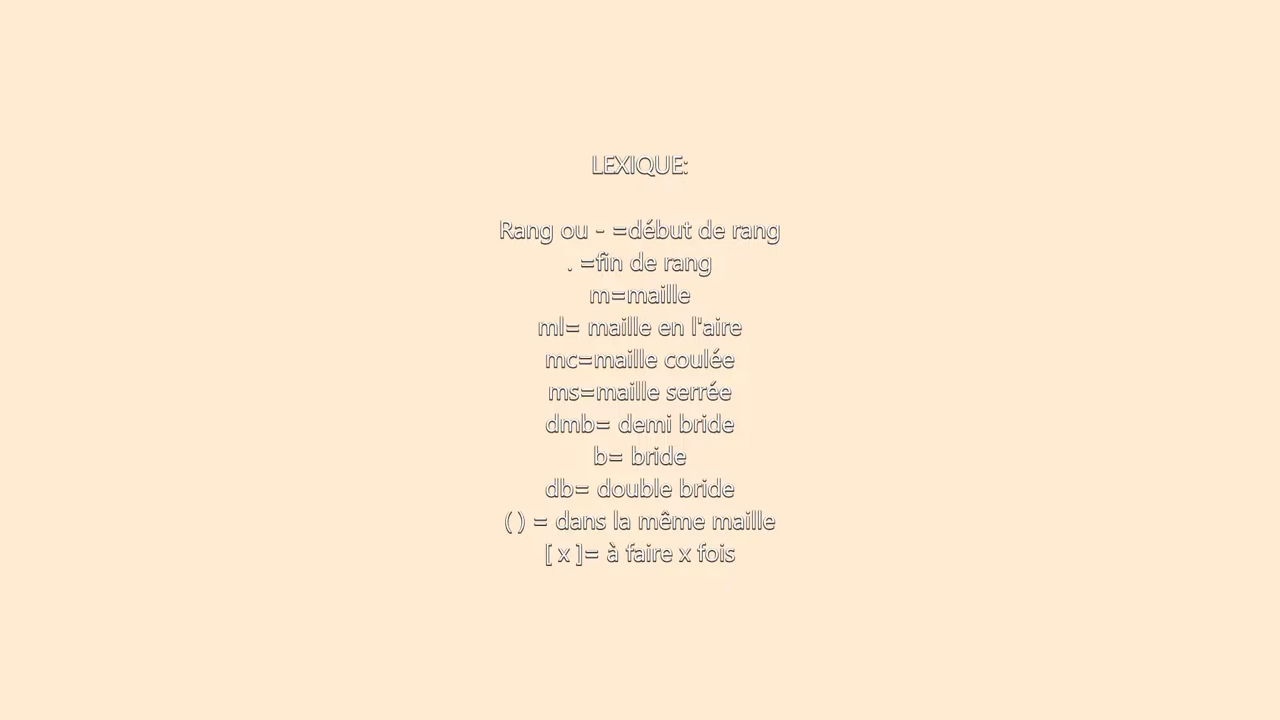 LEXIQUE:
Rang ou - =début de rang
. =fin de rang
m=maille
ml= maille en l'aire
mc=maille coulée
ms=maille serrée
dmb= demi bride
b= bride
db= double bride
( ) = dans la même maille
[ x ]= à faire x fois